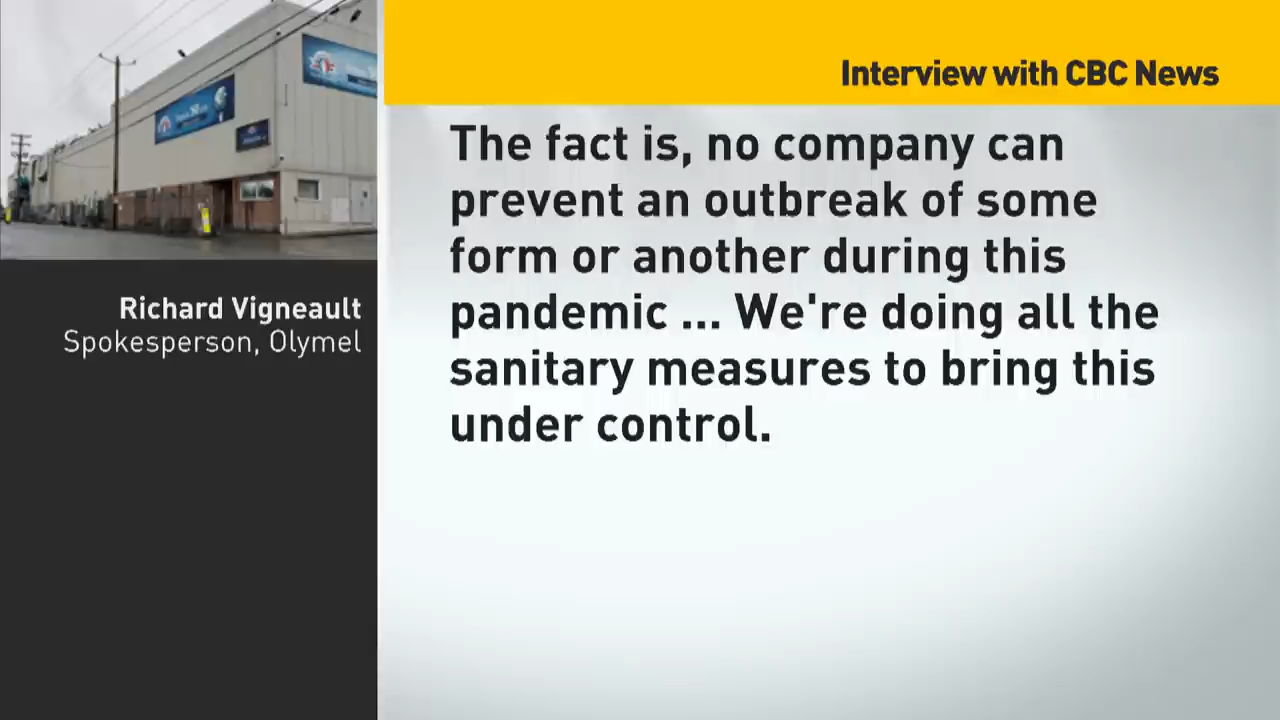 Interview with CBC News
The fact is, no company can
prevent an outbreak of some
form or another during this
pandemic ... We're doing all the
sanitary measures to bring this
under control.
Richard Vigneault
Spokesperson, Olymel